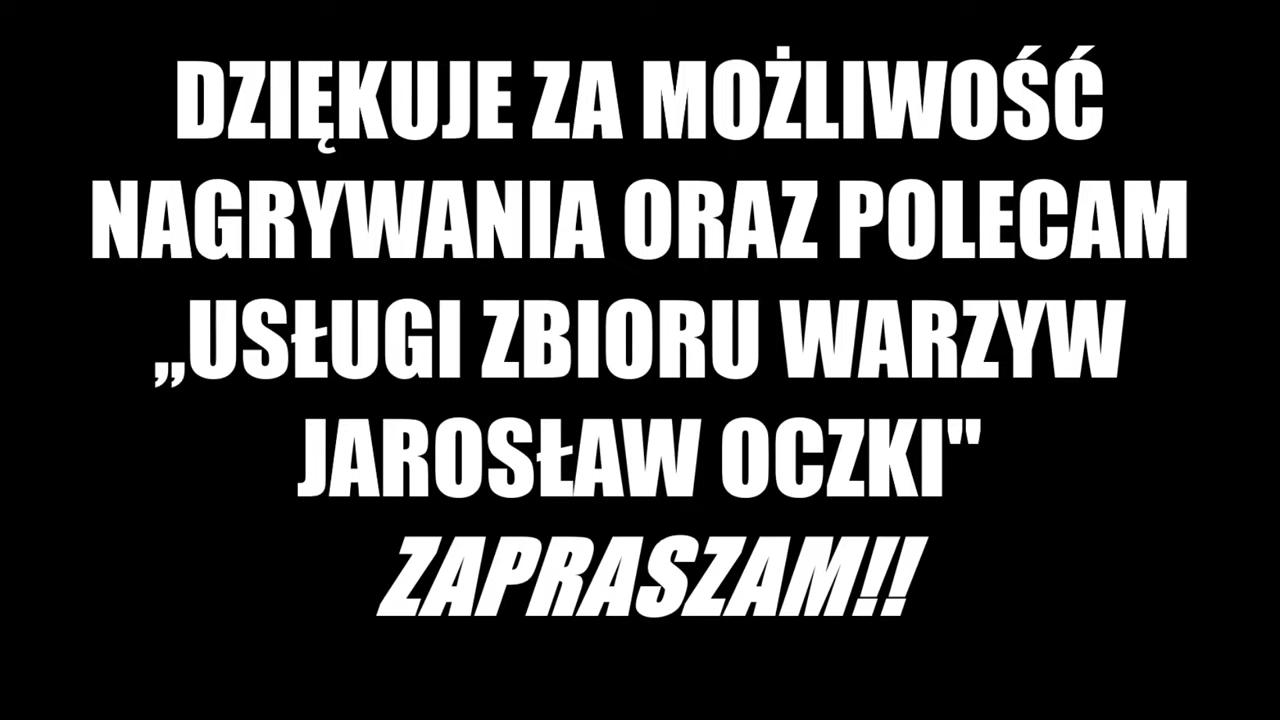 DZIĘKUJE ZA MOŻLIWOŚĆ
NAGRYWANIA ORAZ POLECAM
„USŁUGI ZBIORU WARZYW
JAROSŁAW OCZKI"
ZAPRASZAM!!